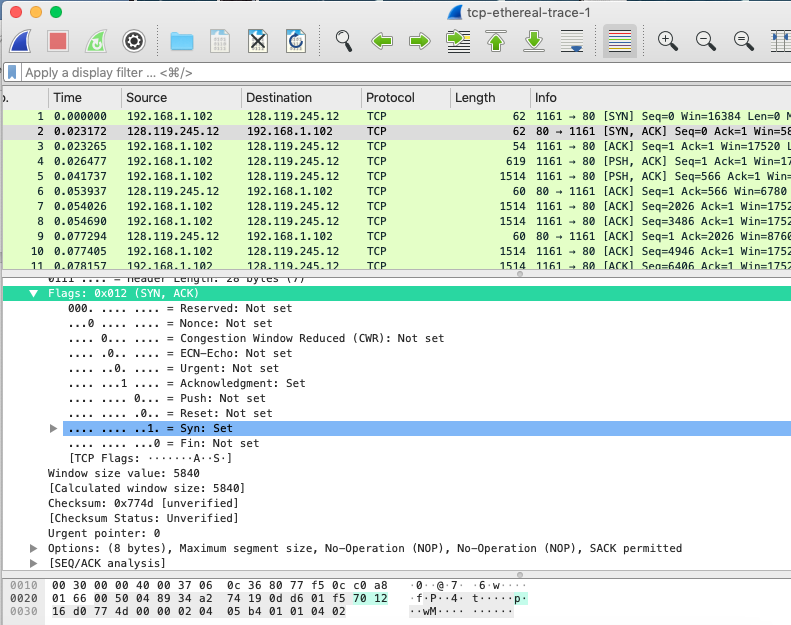 tcp-ethereal-trace-1
Apply a display filter ... <⌘/>
o. Time Source Destination Protocol Length Info
1 0.000000 192.168.1.102 128.119.245.12 TCP 62 1161 → 80 [SYN] Seq=0 Win=16384 Len=0 M
2 0.023172 128.119.245.12 192.168.1.102 TCP 62 80 → 1161 [SYN, ACK] Seq=0 Ack=1 Win=58
3 0.023265 192.168.1.102 128.119.245.12 TCP 54 1161 → 80 [ACK] Seq=1 Ack=1 Win=17520 L
4 0.026477 192.168.1.102 128.119.245.12 TCP 619 1161 → 80 [PSH, ACK] Seq=1 Ack=1 Win=17
5 0.041737 192.168.1.102 128.119.245.12 TCP 1514 1161 → 80 [PSH, ACK] Seq=566 Ack=1 Win=
6 0.053937 128.119.245.12 192.168.1.102 TCP 60 80 → 1161 [ACK] Seq=1 Ack=566 Win=6780
7 0.054026 192.168.1.102 128.119.245.12 TCP 1514 1161 → 80 [ACK] Seq=2026 Ack=1 Win=1752
8 0.054690 192.168.1.102 128.119.245.12 TCP 1514 1161 → 80 [ACK] Seq=3486 Ack=1 Win=1752
9 0.077294 128.119.245.12 192.168.1.102 TCP 60 80 → 1161 [ACK] Seq=1 Ack=2026 Win=8760
10 0.077405 192.168.1.102 128.119.245.12 TCP 1514 1161 → 80 [ACK] Seq=4946 Ack=1 Win=1752
11 0.078157 192.168.1.102 128.119.245.12 TCP 1514 1161 → 80 [ACK] Seq=6406 Ack=1 Win=1752
0111 .... = Header Length: 28 bytes (7)
Flags: 0x012 (SYN, ACK)
000. .... .... = Reserved: Not set
...0 .... .... = Nonce: Not set
.... 0... .... = Congestion Window Reduced (CWR): Not set
.... .0.. .... = ECN-Echo: Not set
.... ..0. .... = Urgent: Not set
.... ...1 .... = Acknowledgment: Set
.... .... 0... = Push: Not set
.... .... .0.. = Reset: Not set
.... .... ..1. = Syn: Set
.... .... ...0 = Fin: Not set
[TCP Flags: ·······A··S·]
Window size value: 5840
[Calculated window size: 5840]
Checksum: 0x774d [unverified]
[Checksum Status: Unverified]
Urgent pointer: 0
Options: (8 bytes), Maximum segment size, No-Operation (NOP), No-Operation (NOP), SACK permitted
[SEQ/ACK analysis]
0010 00 30 00 00 40 00 37 06 0c 36 80 77 f5 0c c0 a8 ·0··@·7· ·6·w····
0020 01 66 00 50 04 89 34 a2 74 19 0d d6 01 f5 70 12 ·f·P··4· t·····p·
0030 16 d0 77 4d 00 00 02 04 05 b4 01 01 04 02 ··wM···· ······